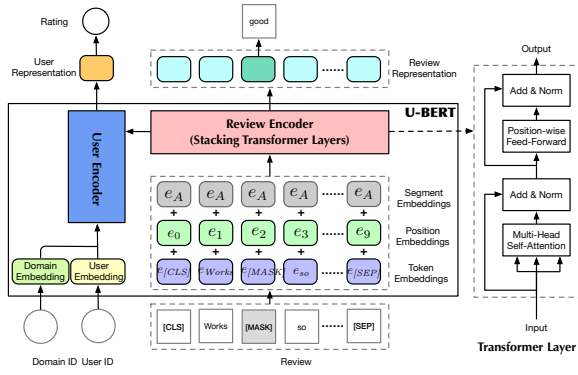 Rating
good
User
Representation
Review
Representation
Output
Add & Norm
Position-wise
Feed-Forward
Add & Norm
Multi-Head
Self-Attention
Input
Transformer Layer
U-BERT
User Encoder
Review Encoder
(Stacking Transformer Layers)
e_A e_A e_A e_A ...... e_A
Segment
Embeddings
+ + + + +
e_0 e_1 e_2 e_3 ...... e_9
Position
Embeddings
+ + + + +
e_[CLS] e_Works e_[MASK] e_so ...... e_[SEP]
Token
Embeddings
Domain
Embedding
User
Embedding
[CLS] Works [MASK] so ...... [SEP]
Domain ID User ID
Review